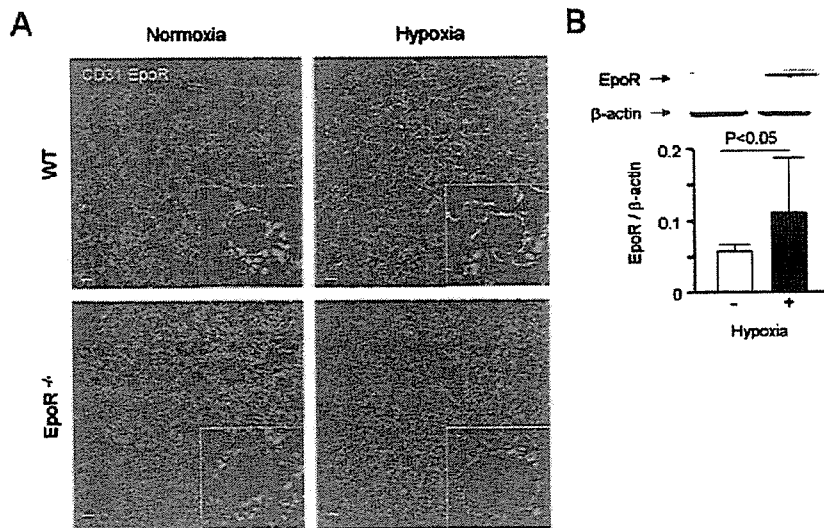 A
Normoxia
Hypoxia
CD31 EpoR
WT
EpoR -/-
B
EpoR
β-actin
P<0.05
0.2
0.1
0
EpoR / β-actin
-
+
Hypoxia